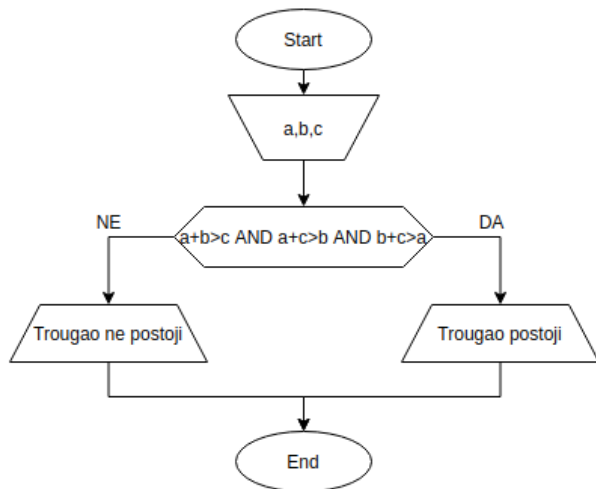 Start
a,b,c
NE
a+b>c AND a+c>b AND b+c>a
DA
Trougao ne postoji
Trougao postoji
End